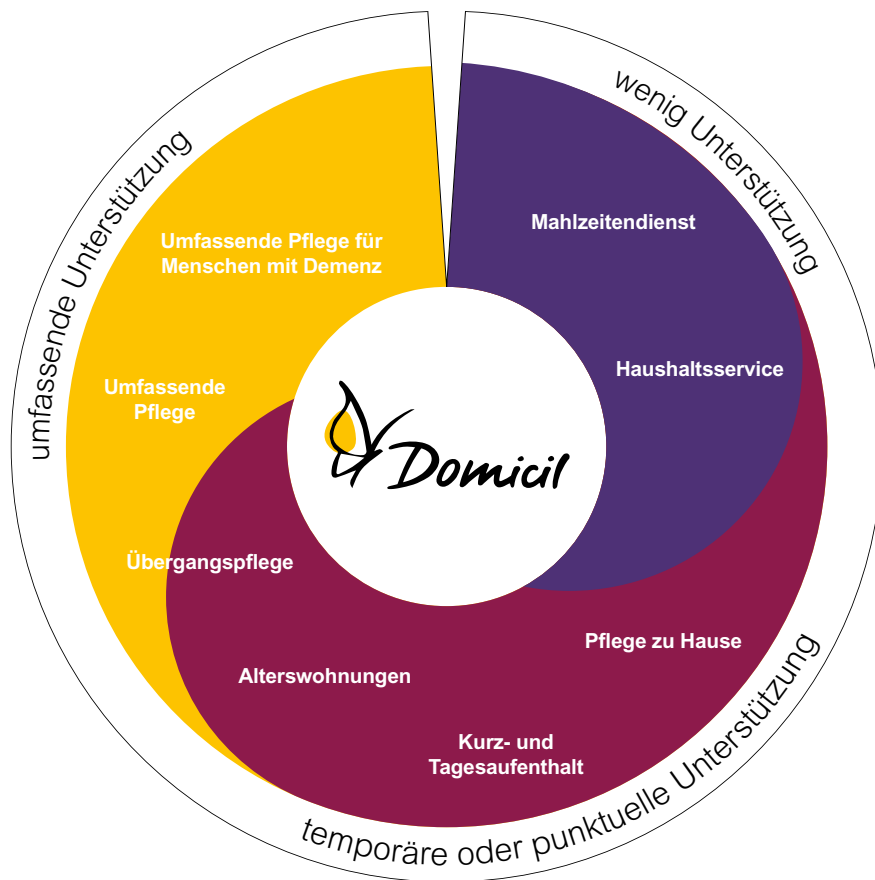 wenig Unterstützung
umfassende Unterstützung
Mahlzeitendienst
Umfassende Pflege für
Menschen mit Demenz
Haushaltsservice
Umfassende
Pflege
Domicil
Übergangspflege
Pflege zu Hause
Alterswohnungen
Kurz- und
Tagesaufenthalt
temporäre oder punktuelle Unterstützung